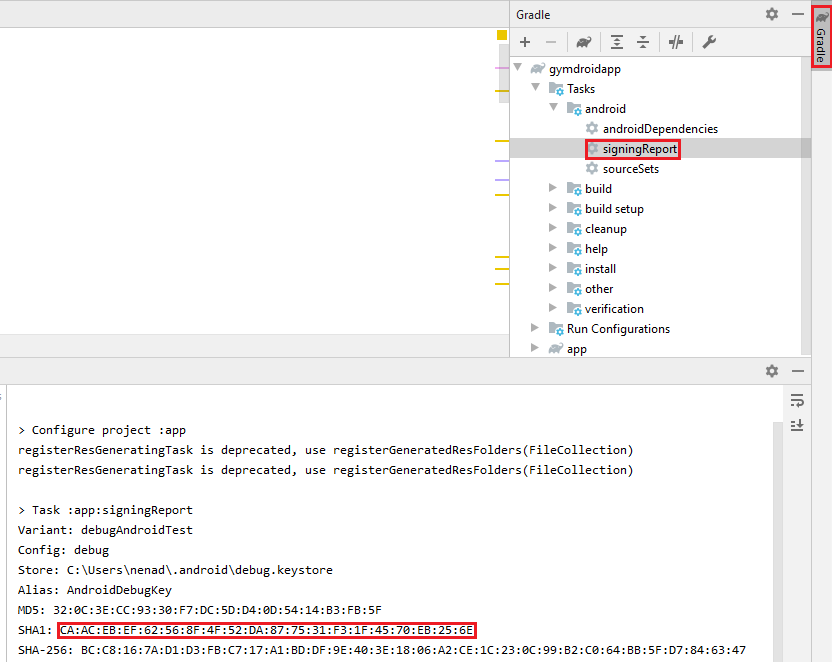 Gradle
Gradle
gymdroidapp
Tasks
android
androidDependencies
signingReport
sourceSets
build
build setup
cleanup
help
install
other
verification
Run Configurations
app
> Configure project :app
registerResGeneratingTask is deprecated, use registerGeneratedResFolders(FileCollection)
registerResGeneratingTask is deprecated, use registerGeneratedResFolders(FileCollection)
> Task :app:signingReport
Variant: debugAndroidTest
Config: debug
Store: C:\Users\nenad\.android\debug.keystore
Alias: AndroidDebugKey
MD5: 32:0C:3E:CC:93:30:F7:DC:5D:D4:0D:54:14:B3:FB:5F
SHA1: CA:AC:EB:EF:62:56:8F:4F:52:DA:87:75:31:F3:1F:45:70:EB:25:6E
SHA-256: BC:C8:16:7A:D1:D3:FB:C7:17:A1:BD:DF:9E:40:3E:18:06:A2:CE:1C:23:0C:99:B2:C0:64:BB:5F:D7:84:63:47